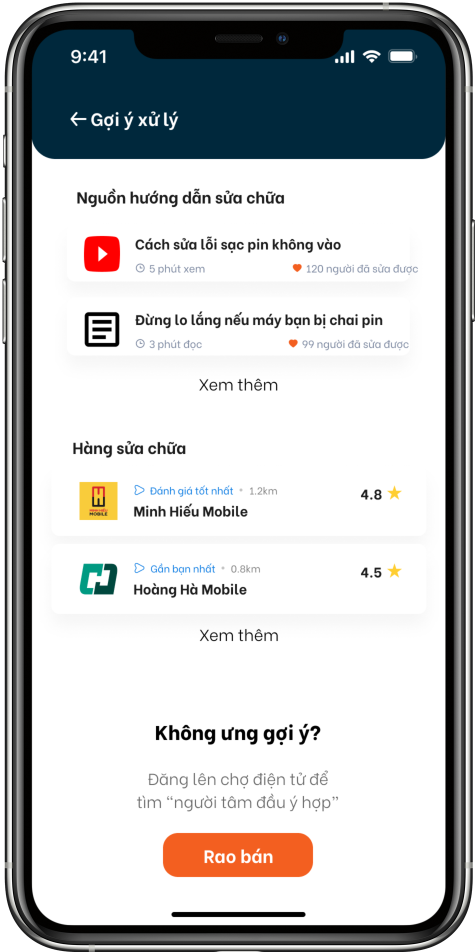 9:41
Gợi ý xử lý
Nguồn hướng dẫn sửa chữa
Cách sửa lỗi sạc pin không vào
5 phút xem
120 người đã sửa được
Đừng lo lắng nếu máy bạn bị chai pin
3 phút đọc
99 người đã sửa được
Xem thêm
Hàng sửa chữa
Đánh giá tốt nhất • 1.2km
4.8
MINH HIẾU
MOBILE
Minh Hiếu Mobile
Gần bạn nhất • 0.8km
4.5
Hoàng Hà Mobile
Xem thêm
Không ưng gợi ý?
Đăng lên chợ điện tử để
tìm “người tâm đầu ý hợp”
Rao bán